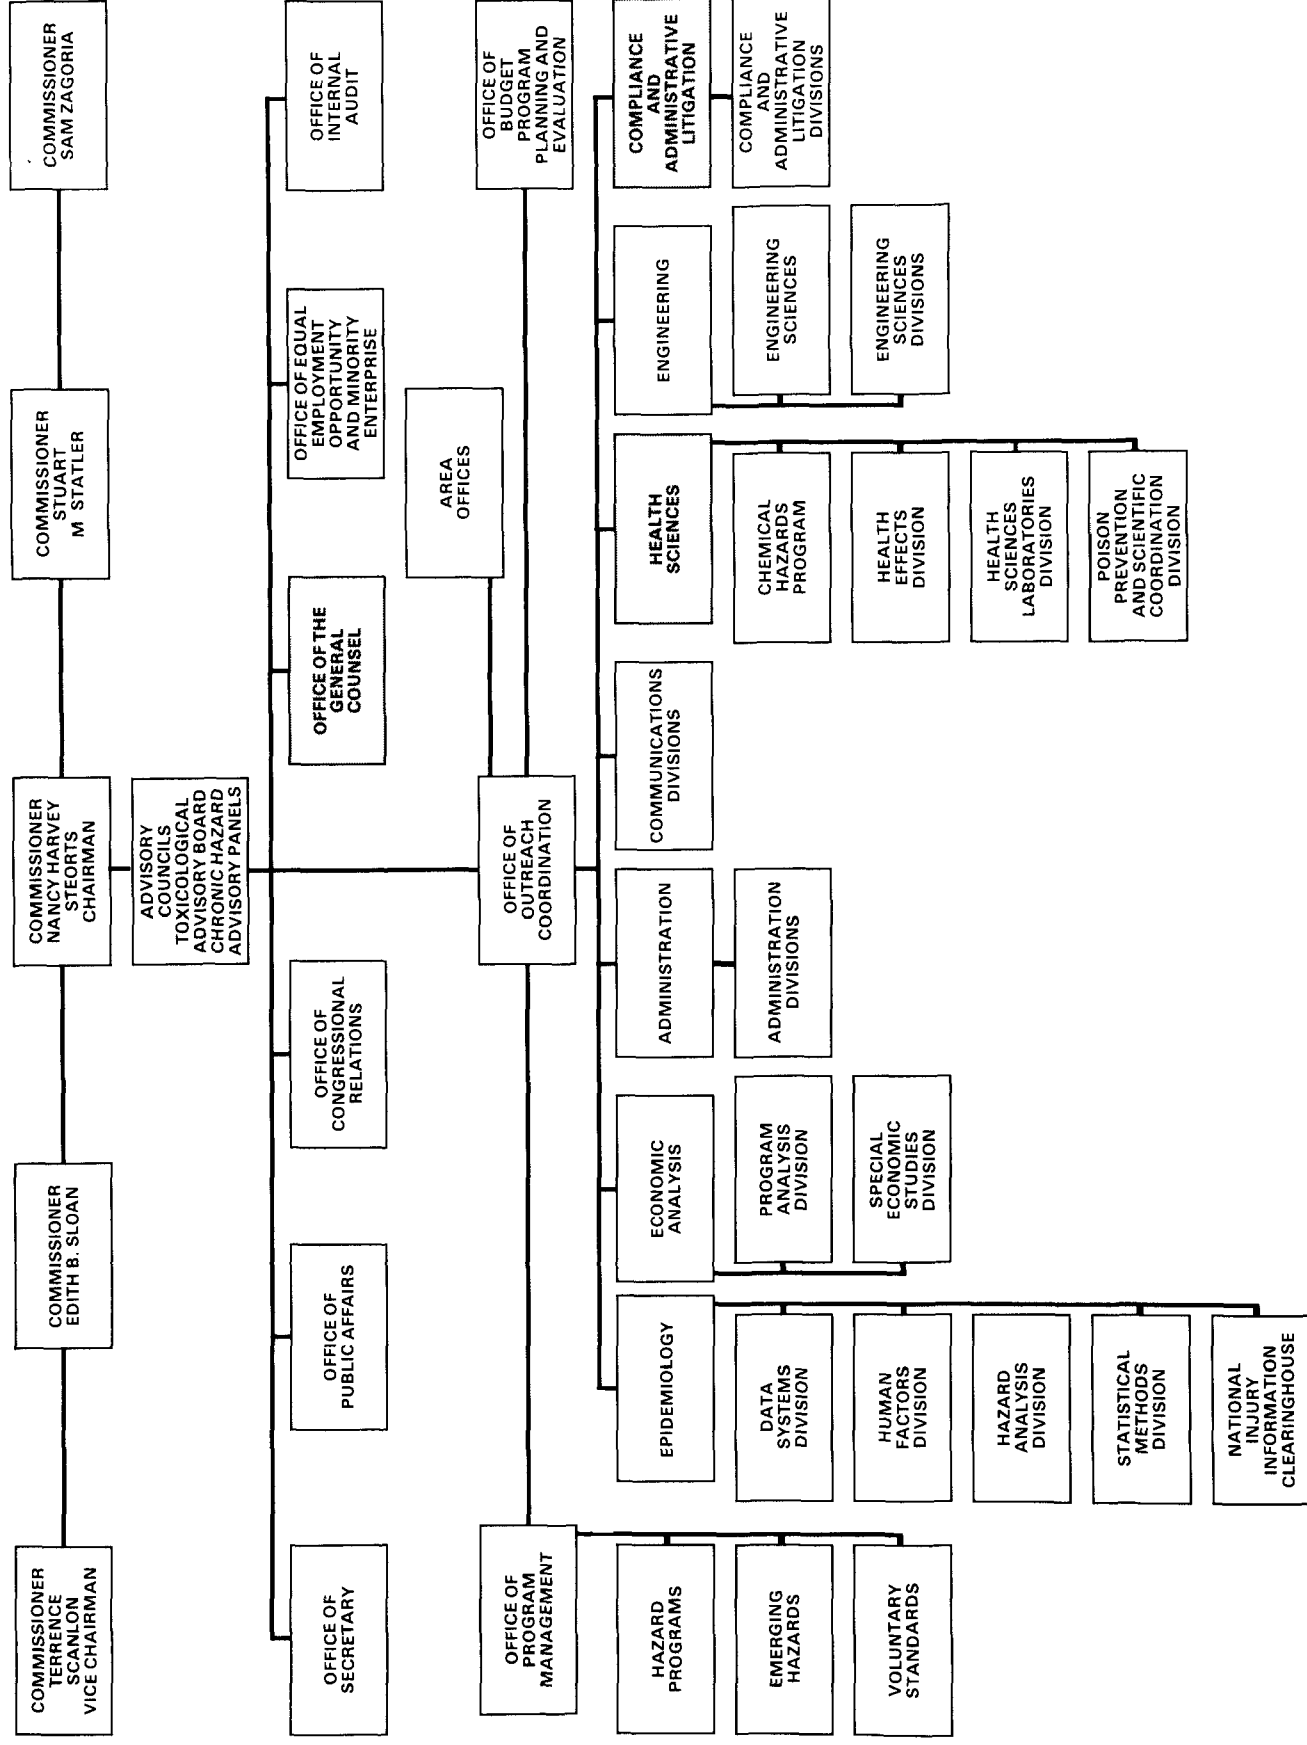 COMMISSIONER
TERRENCE
SCANLON
VICE CHAIRMAN
COMMISSIONER
EDITH B. SLOAN
COMMISSIONER
NANCY HARVEY
STEORTS
CHAIRMAN
COMMISSIONER
STUART
M STATLER
COMMISSIONER
SAM ZAGORIA
ADVISORY
COUNCILS
TOXICOLOGICAL
ADVISORY BOARD
CHRONIC HAZARD
ADVISORY PANELS
OFFICE OF
SECRETARY
OFFICE OF
PUBLIC AFFAIRS
OFFICE OF
CONGRESSIONAL
RELATIONS
OFFICE OF THE
GENERAL
COUNSEL
OFFICE OF EQUAL
EMPLOYMENT
OPPORTUNITY
AND MINORITY
ENTERPRISE
OFFICE OF
INTERNAL
AUDIT
AREA
OFFICES
OFFICE OF
PROGRAM
MANAGEMENT
OFFICE OF
OUTREACH
COORDINATION
OFFICE OF
BUDGET
PROGRAM
PLANNING AND
EVALUATION
HAZARD
PROGRAMS
EMERGING
HAZARDS
VOLUNTARY
STANDARDS
EPIDEMIOLOGY
DATA
SYSTEMS
DIVISION
HUMAN
FACTORS
DIVISION
HAZARD
ANALYSIS
DIVISION
STATISTICAL
METHODS
DIVISION
NATIONAL
INJURY
INFORMATION
CLEARINGHOUSE
ECONOMIC
ANALYSIS
PROGRAM
ANALYSIS
DIVISION
SPECIAL
ECONOMIC
STUDIES
DIVISION
ADMINISTRATION
ADMINISTRATION
DIVISIONS
COMMUNICATIONS
DIVISIONS
HEALTH
SCIENCES
CHEMICAL
HAZARDS
PROGRAM
HEALTH
EFFECTS
DIVISION
HEALTH
SCIENCES
LABORATORIES
DIVISION
POISON
PREVENTION
AND SCIENTIFIC
COORDINATION
DIVISION
ENGINEERING
ENGINEERING
SCIENCES
ENGINEERING
SCIENCES
DIVISIONS
COMPLIANCE
AND
ADMINISTRATIVE
LITIGATION
COMPLIANCE
AND
ADMINISTRATIVE
LITIGATION
DIVISIONS